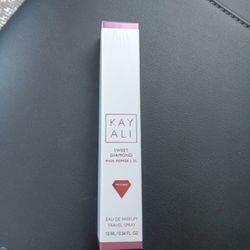 KAY
ALI
SWEET
DIAMOND
PINK PEPPER | 25
EAU DE PARFUM
TRAVEL SPRAY
10 ML / 0.34 FL. OZ